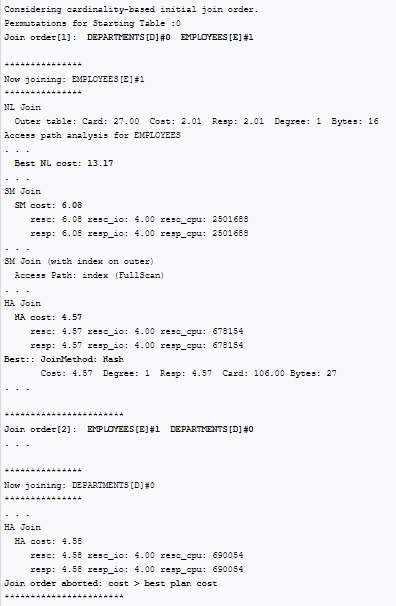 Considering cardinality-based initial join order.
Permutations for Starting Table :0
Join order[1]: DEPARTMENTS[D]#0 EMPLOYEES[E]#1
***************
Now joining: EMPLOYEES[E]#1
***************
NL Join
Outer table: Card: 27.00 Cost: 2.01 Resp: 2.01 Degree: 1 Bytes: 16
Access path analysis for EMPLOYEES
. . .
Best NL cost: 13.17
. . .
SM Join
SM cost: 6.08
resc: 6.08 resc_io: 4.00 resc_cpu: 2501688
resp: 6.08 resp_io: 4.00 resp_cpu: 2501688
. . .
SM Join (with index on outer)
Access Path: index (FullScan)
. . .
HA Join
HA cost: 4.57
resc: 4.57 resc_io: 4.00 resc_cpu: 678154
resp: 4.57 resp_io: 4.00 resp_cpu: 678154
Best:: JoinMethod: Hash
Cost: 4.57 Degree: 1 Resp: 4.57 Card: 106.00 Bytes: 27
. . .
***********************
Join order[2]: EMPLOYEES[E]#1 DEPARTMENTS[D]#0
. . .
***************
Now joining: DEPARTMENTS[D]#0
***************
. . .
HA Join
HA cost: 4.58
resc: 4.58 resc_io: 4.00 resc_cpu: 690054
resp: 4.58 resp_io: 4.00 resp_cpu: 690054
Join order aborted: cost > best plan cost
***********************